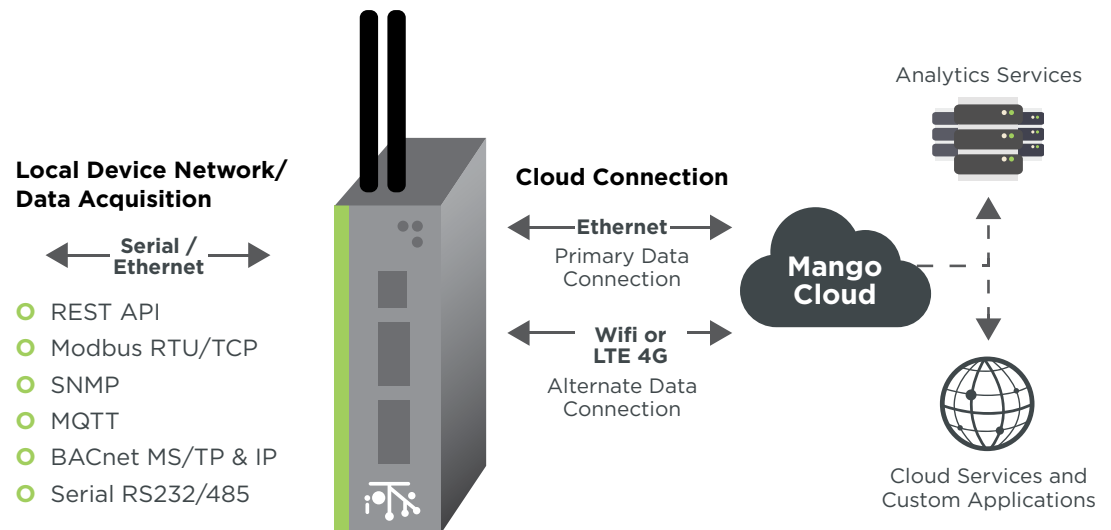 Local Device Network/
Data Acquisition
Serial /
Ethernet
REST API
Modbus RTU/TCP
SNMP
MQTT
BACnet MS/TP & IP
Serial RS232/485
Cloud Connection
Ethernet
Primary Data
Connection
Wifi or
LTE 4G
Alternate Data
Connection
Mango
Cloud
Analytics Services
Cloud Services and
Custom Applications